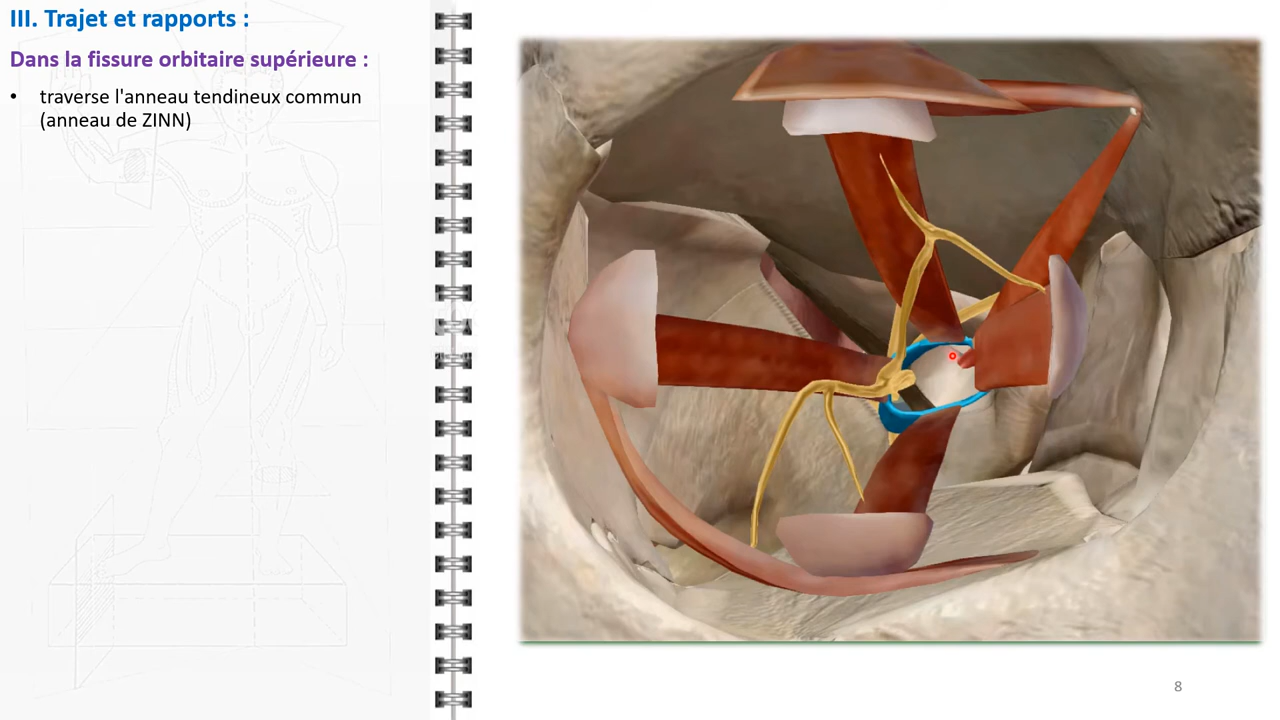 III. Trajet et rapports :
Dans la fissure orbitaire supérieure :
• traverse l'anneau tendineux commun
(anneau de ZINN)
8